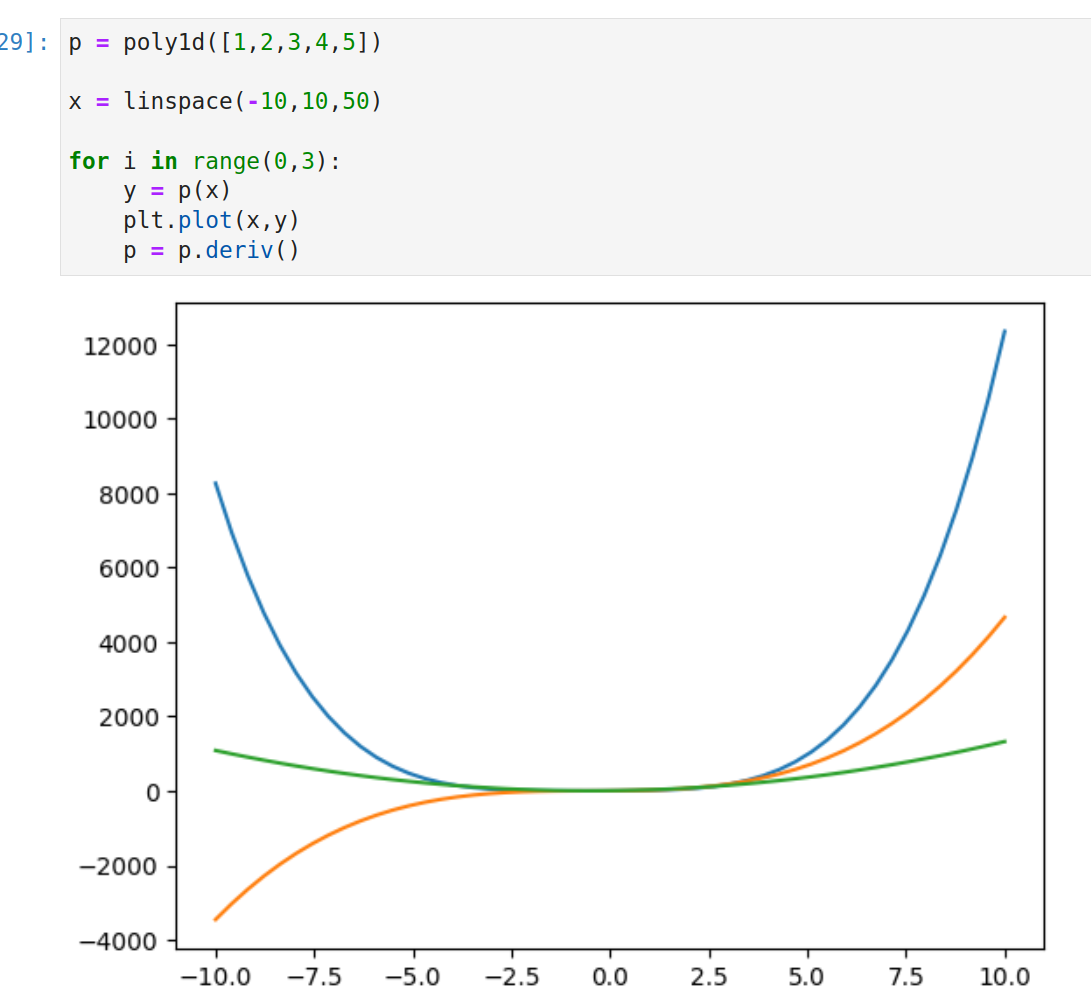 29]: p = poly1d([1,2,3,4,5])
x = linspace(-10,10,50)
for i in range(0,3):
    y = p(x)
    plt.plot(x,y)
    p = p.deriv()
12000
10000
8000
6000
4000
2000
0
−2000
−4000
−10.0 −7.5 −5.0 −2.5 0.0 2.5 5.0 7.5 10.0